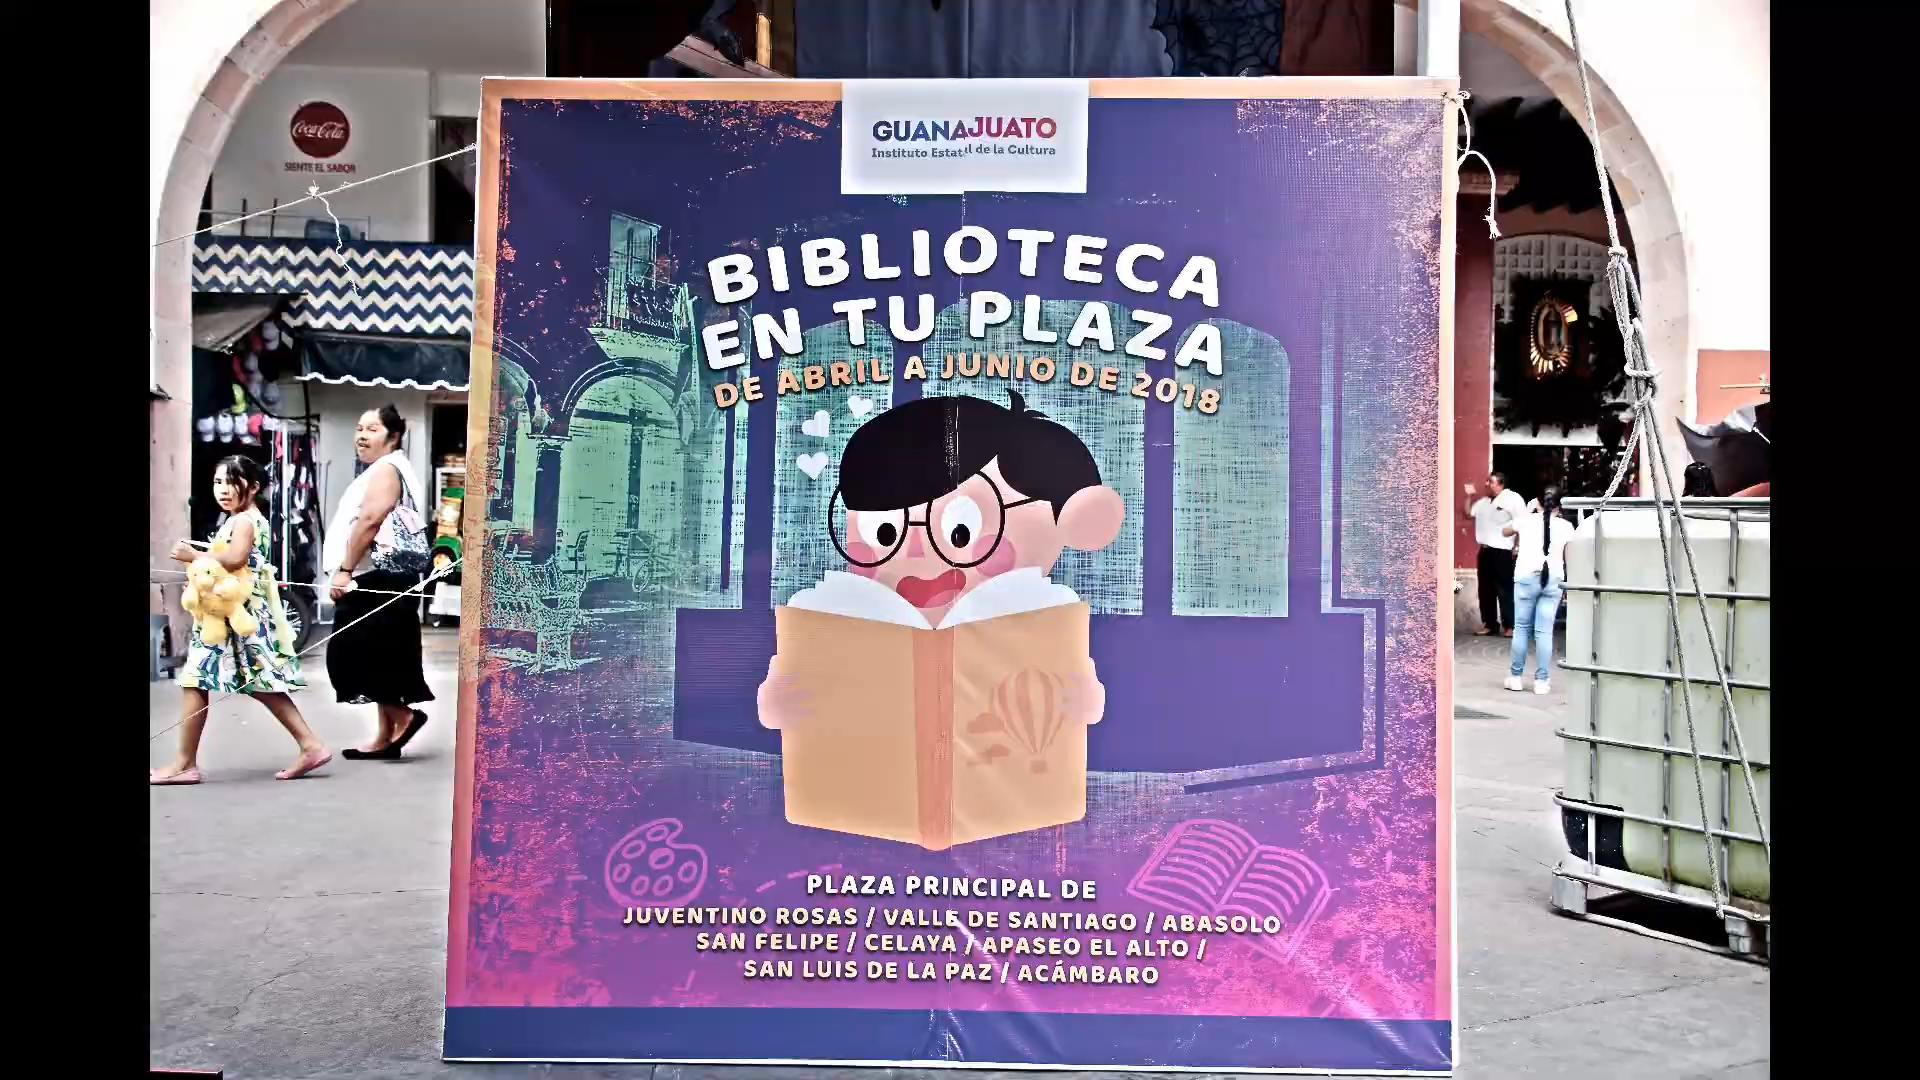 Coca-Cola
SIENTE EL SABOR
GUANAJUATO
Instituto Estatal de la Cultura
BIBLIOTECA
EN TU PLAZA
DE ABRIL A JUNIO DE 2018
PLAZA PRINCIPAL DE
JUVENTINO ROSAS / VALLE DE SANTIAGO / ABASOLO
SAN FELIPE / CELAYA / APASEO EL ALTO /
SAN LUIS DE LA PAZ / ACÁMBARO